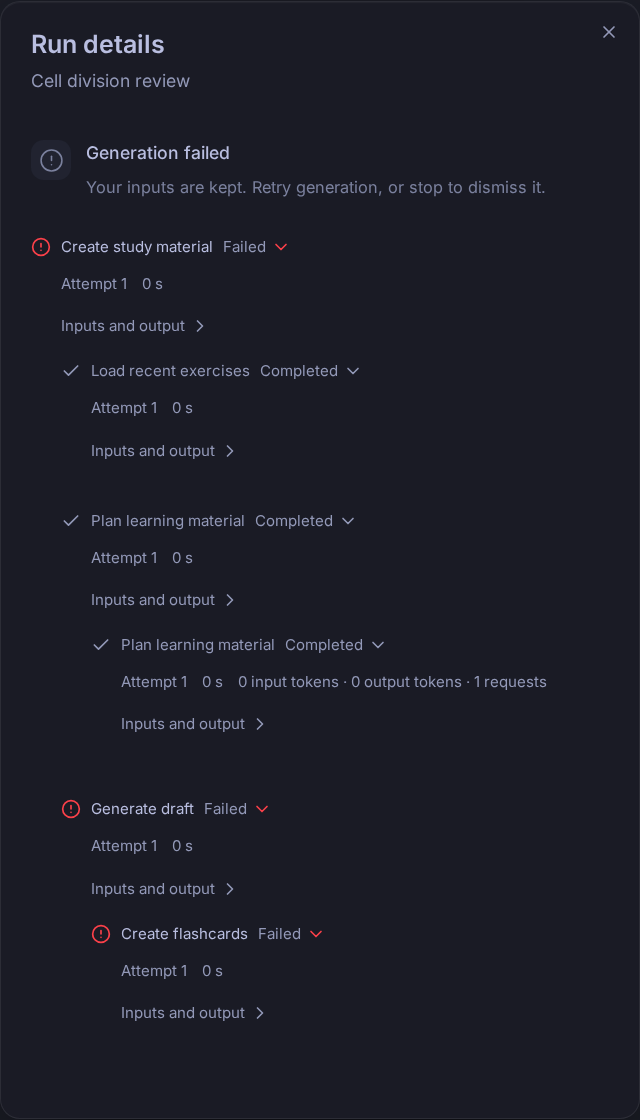 Run details
Cell division review
Generation failed
Your inputs are kept. Retry generation, or stop to dismiss it.
Create study material Failed
Attempt 1 0 s
Inputs and output
Load recent exercises Completed
Attempt 1 0 s
Inputs and output
Plan learning material Completed
Attempt 1 0 s
Inputs and output
Plan learning material Completed
Attempt 1 0 s 0 input tokens · 0 output tokens · 1 requests
Inputs and output
Generate draft Failed
Attempt 1 0 s
Inputs and output
Create flashcards Failed
Attempt 1 0 s
Inputs and output